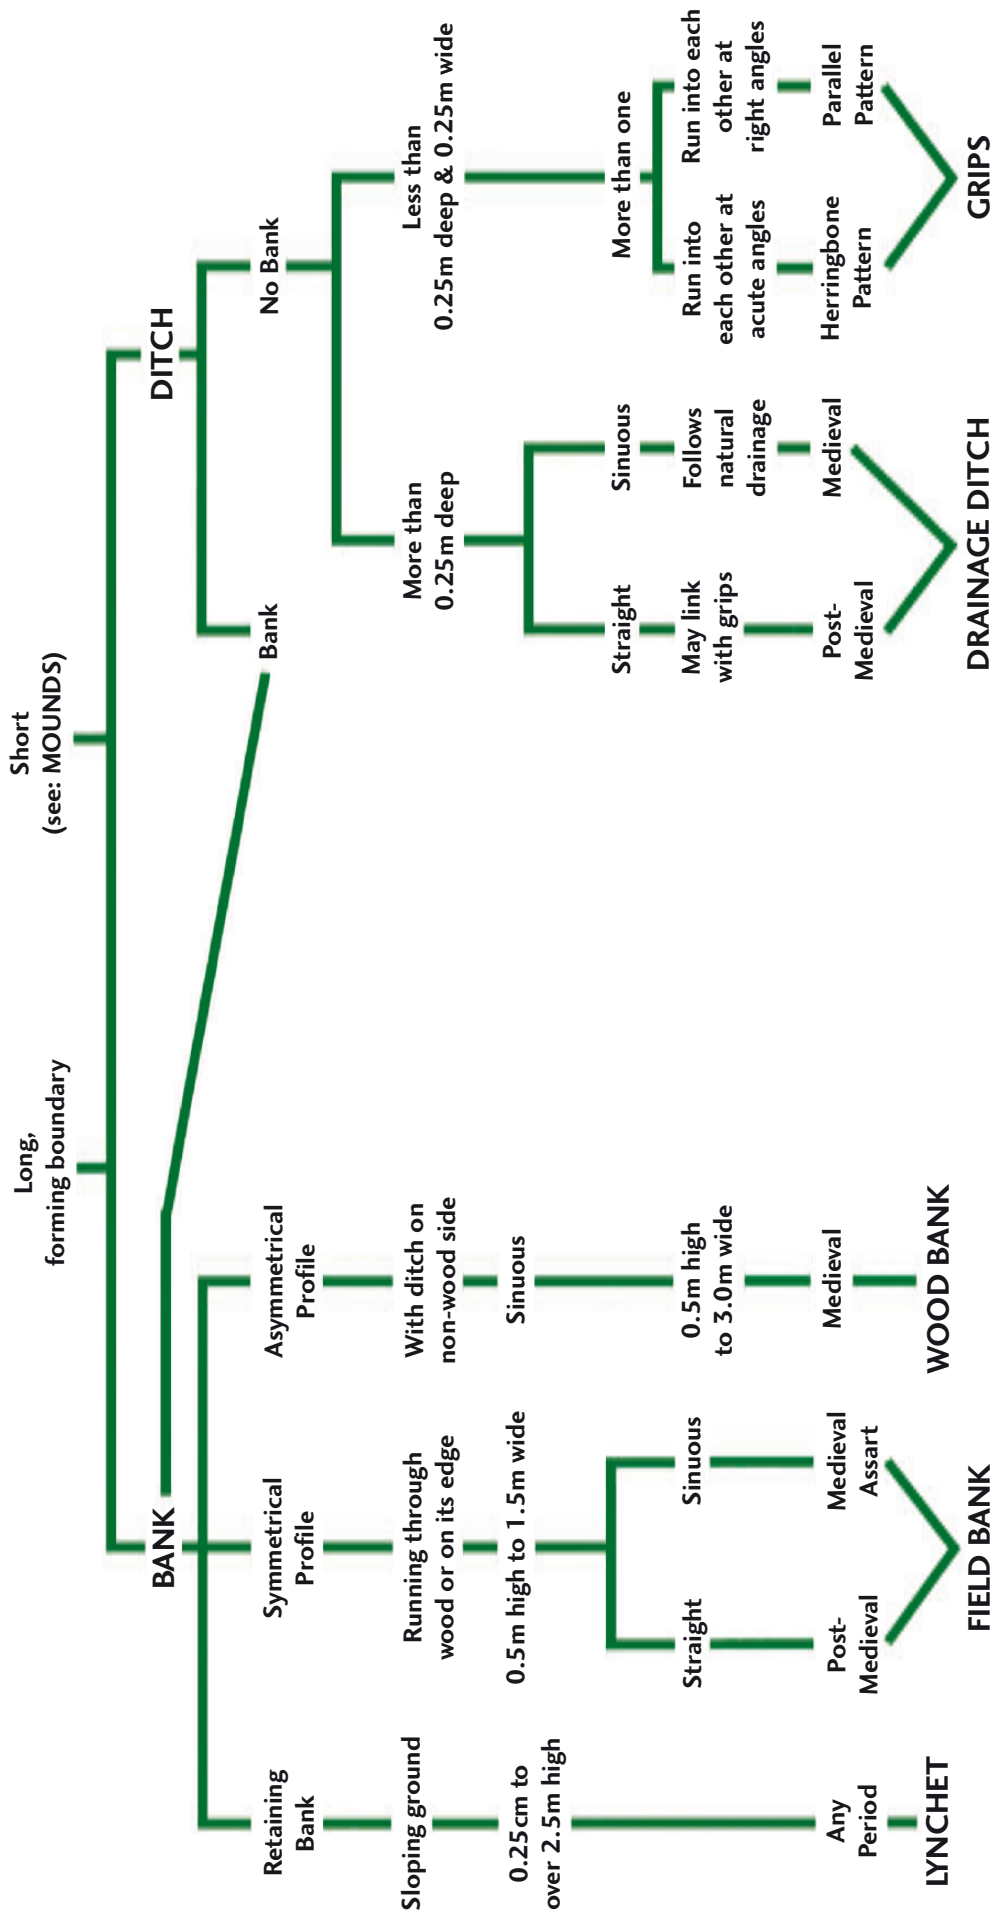 Long,
forming boundary
Short
(see: MOUNDS)
BANK
DITCH
Retaining
Bank
Symmetrical
Profile
Asymmetrical
Profile
Bank
No Bank
Sloping ground
Running through
wood or on its edge
With ditch on
non-wood side
More than
0.25m deep
Less than
0.25m deep & 0.25m wide
0.25cm to
over 2.5m high
0.5m high to 1.5m wide
Sinuous
Straight
Sinuous
More than one
Straight
Sinuous
0.5m high
to 3.0m wide
May link
with grips
Follows
natural
drainage
Run into
each other at
acute angles
Run into each
other at
right angles
Any
Period
Post-
Medieval
Medieval
Assart
Medieval
Post-
Medieval
Medieval
Herringbone
Pattern
Parallel
Pattern
LYNCHET
FIELD BANK
WOOD BANK
DRAINAGE DITCH
GRIPS